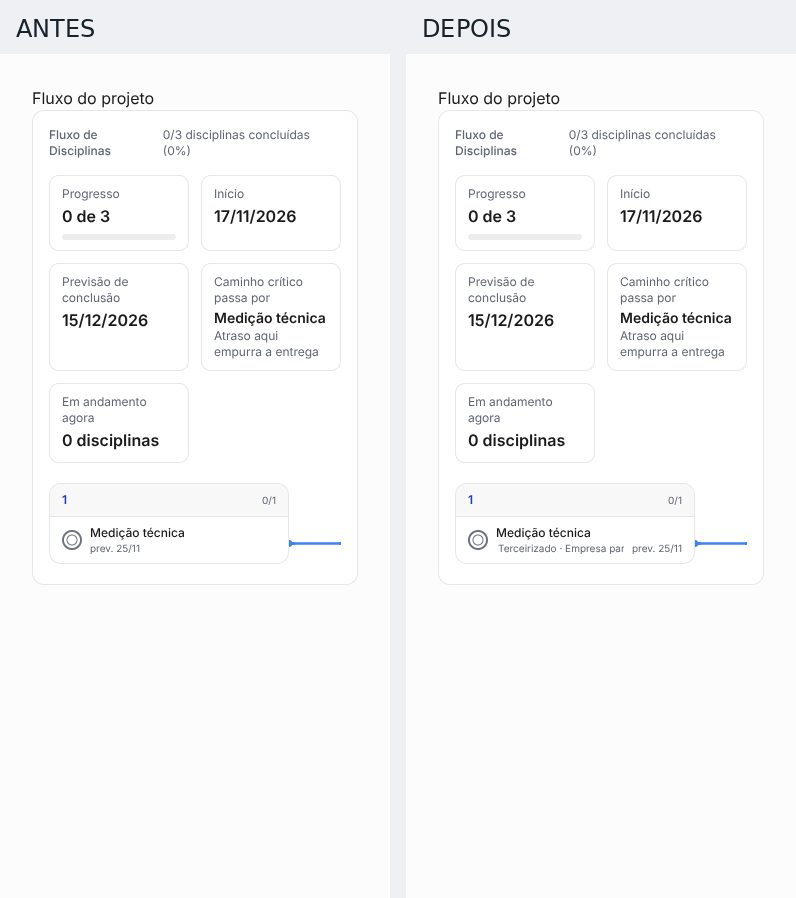 ANTES
Fluxo do projeto
Fluxo de
Disciplinas
0/3 disciplinas concluídas
(0%)
Progresso
0 de 3
Início
17/11/2026
Previsão de
conclusão
15/12/2026
Caminho crítico
passa por
Medição técnica
Atraso aqui
empurra a entrega
Em andamento
agora
0 disciplinas
1
0/1
Medição técnica
prev. 25/11
DEPOIS
Fluxo do projeto
Fluxo de
Disciplinas
0/3 disciplinas concluídas
(0%)
Progresso
0 de 3
Início
17/11/2026
Previsão de
conclusão
15/12/2026
Caminho crítico
passa por
Medição técnica
Atraso aqui
empurra a entrega
Em andamento
agora
0 disciplinas
1
0/1
Medição técnica
Terceirizado · Empresa par prev. 25/11